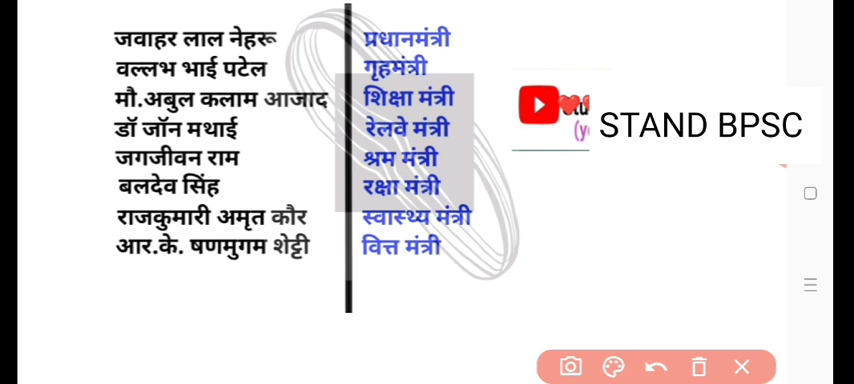 जवाहर लाल नेहरू प्रधानमंत्री
वल्लभ भाई पटेल गृहमंत्री
मौ.अबुल कलाम आजाद शिक्षा मंत्री
डॉ जॉन मथाई रेलवे मंत्री
जगजीवन राम श्रम मंत्री
बलदेव सिंह रक्षा मंत्री
राजकुमारी अमृत कौर स्वास्थ्य मंत्री
आर.के. षणमुगम शेट्टी वित्त मंत्री
STAND BPSC